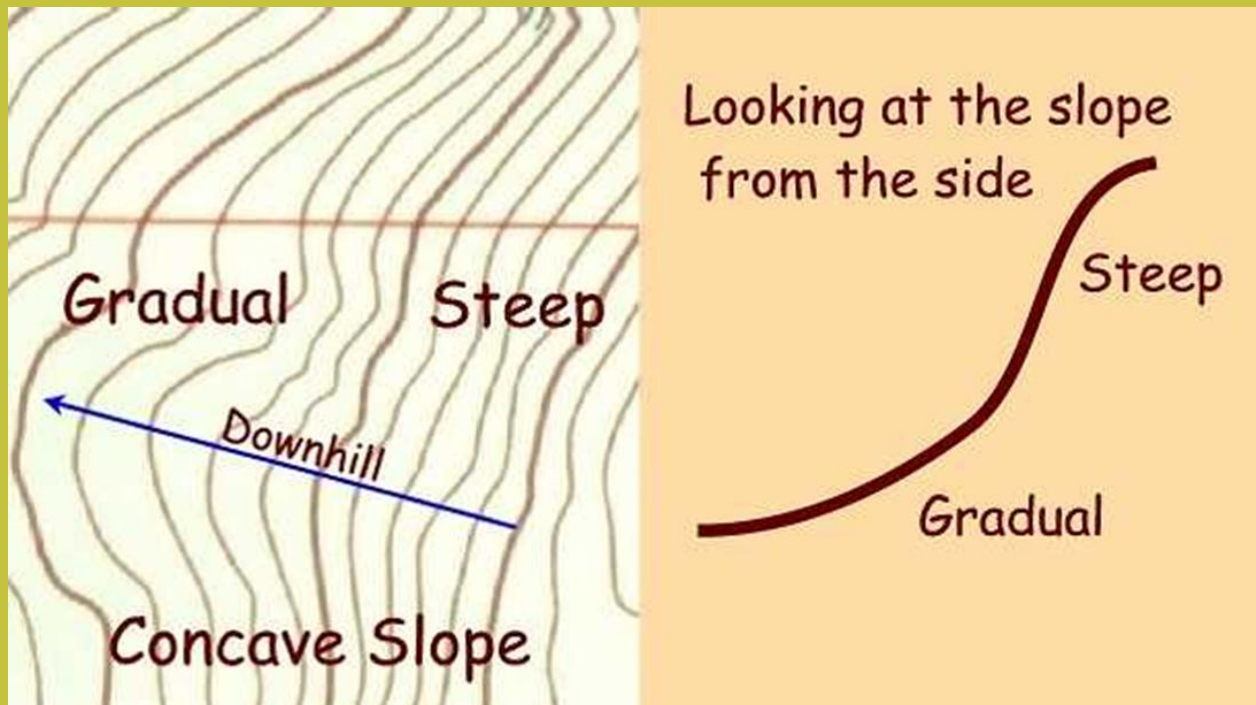 Gradual
Steep
Downhill
Concave Slope
Looking at the slope
from the side
Steep
Gradual